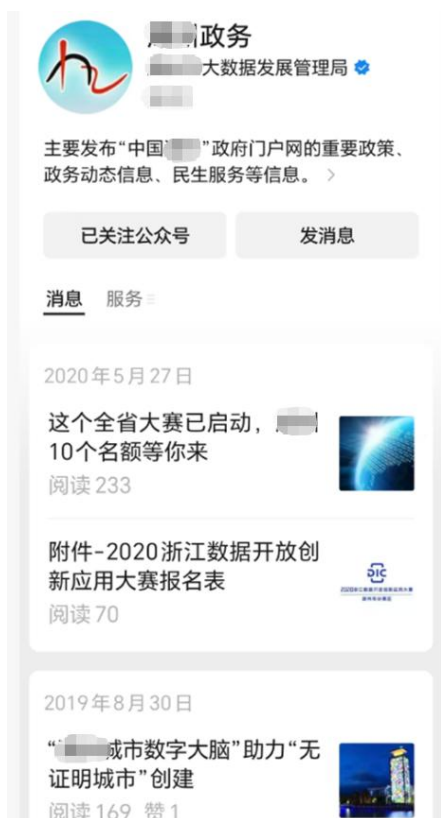 政务
大数据发展管理局
主要发布“中国”政府门户网的重要政策、
政务动态信息、民生服务等信息。 >
已关注公众号
发消息
消息
服务
2020年5月27日
这个全省大赛已启动，
10个名额等你来
阅读 233
附件-2020浙江数据开放创
新应用大赛报名表
阅读 70
DIC
2019年8月30日
“城市数字大脑”助力“无
证明城市”创建
阅读 169 赞 1